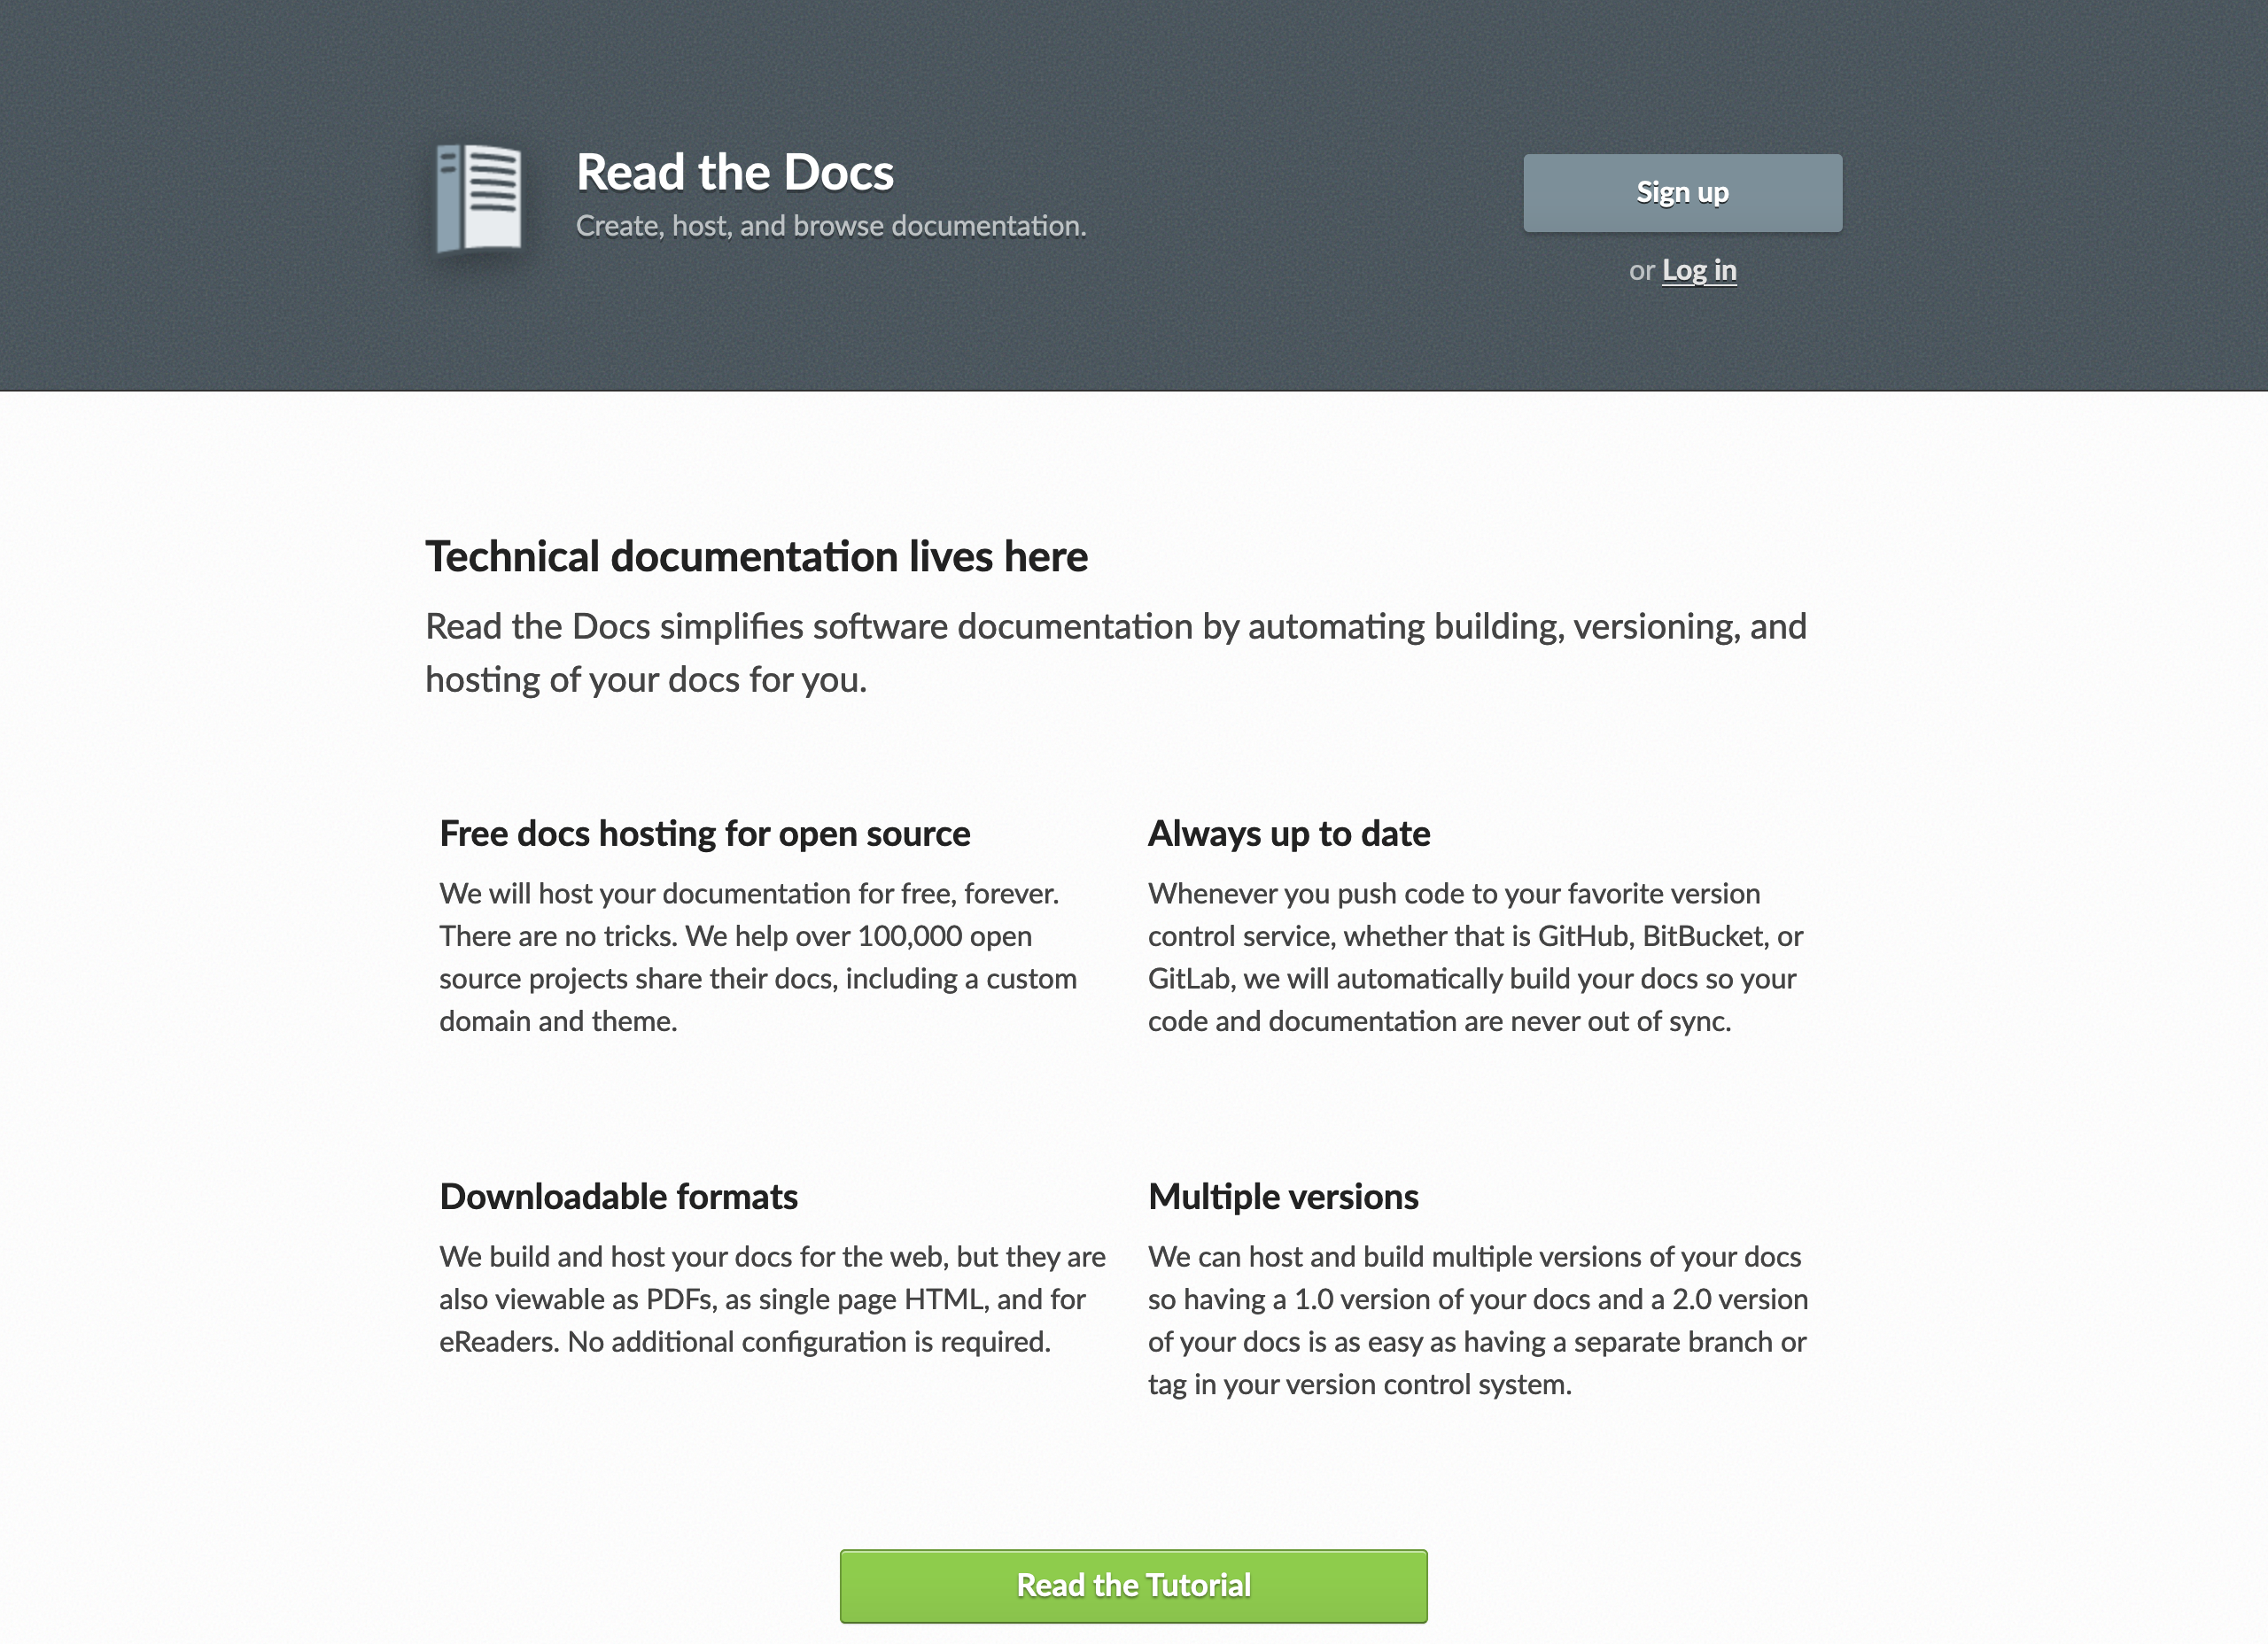 Read the Docs
Create, host, and browse documentation.
Sign up
or Log in
Technical documentation lives here
Read the Docs simplifies software documentation by automating building, versioning, and
hosting of your docs for you.
Free docs hosting for open source
We will host your documentation for free, forever.
There are no tricks. We help over 100,000 open
source projects share their docs, including a custom
domain and theme.
Always up to date
Whenever you push code to your favorite version
control service, whether that is GitHub, BitBucket, or
GitLab, we will automatically build your docs so your
code and documentation are never out of sync.
Downloadable formats
We build and host your docs for the web, but they are
also viewable as PDFs, as single page HTML, and for
eReaders. No additional configuration is required.
Multiple versions
We can host and build multiple versions of your docs
so having a 1.0 version of your docs and a 2.0 version
of your docs is as easy as having a separate branch or
tag in your version control system.
Read the Tutorial